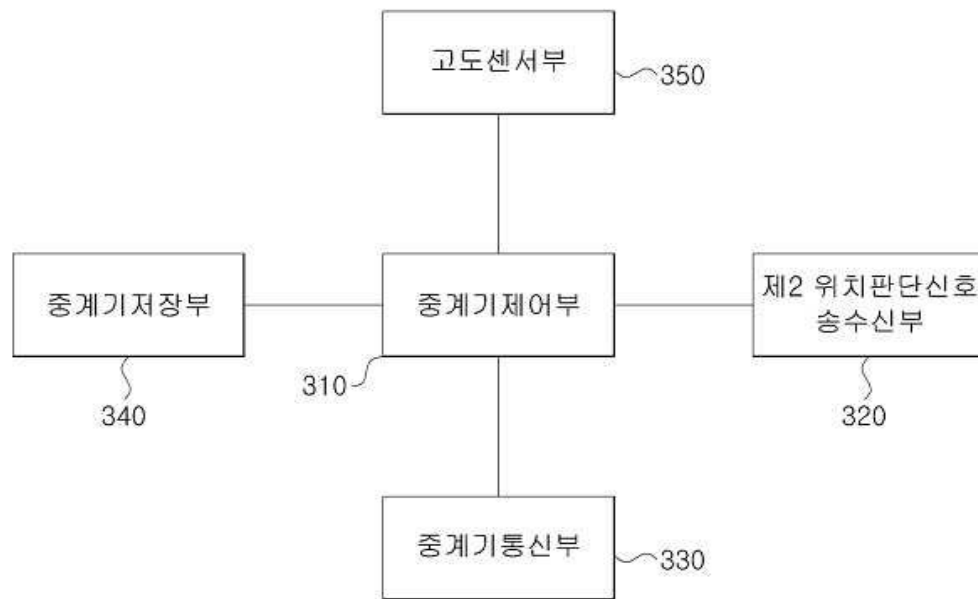 고도센서부
350
중계기저장부
중계기제어부
제2 위치판단신호
송수신부
340
310
320
중계기통신부
330